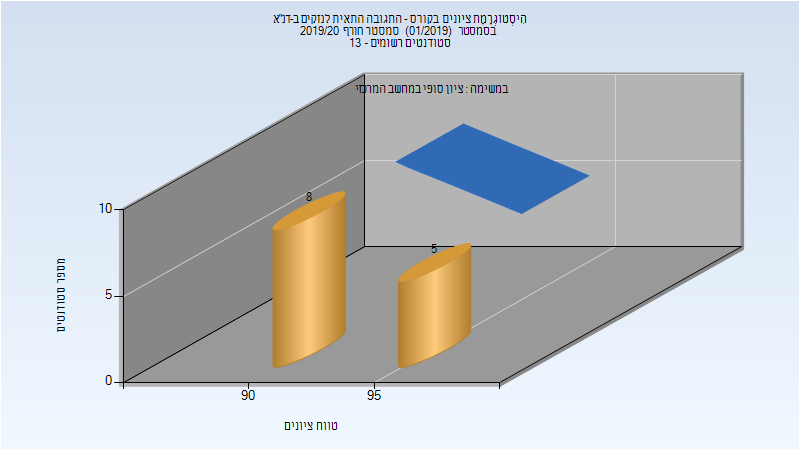 היסטוגרמת ציונים בקורס - התגובה התאית לנזקים ב-דנ"א
בסמסטר (01/2019) סמסטר חורף 2019/20
סטודנטים רשומים - 13
במשימה : ציון סופי במחשב המרכזי
8
5
10
5
0
מספר סטודנטים
90
95
טווח ציונים